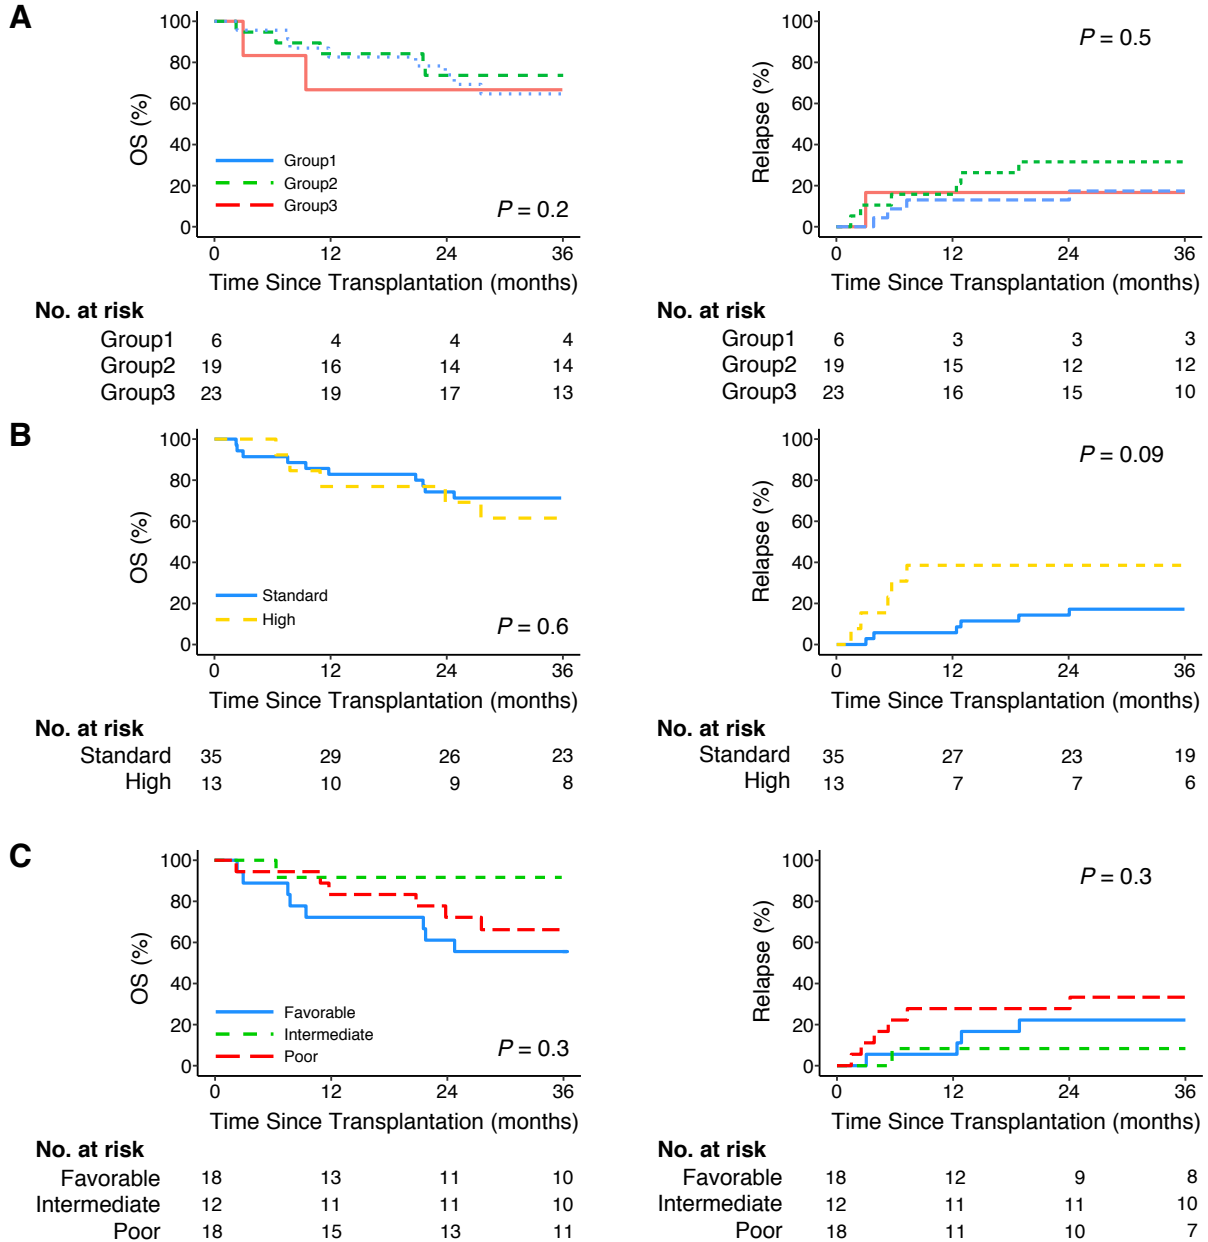 A
100
80
60
40
20
0
OS (%)
Group1
Group2
Group3
P = 0.2
0 12 24 36
Time Since Transplantation (months)
No. at risk
Group1 6 4 4 4
Group2 19 16 14 14
Group3 23 19 17 13
100
80
60
40
20
0
Relapse (%)
P = 0.5
0 12 24 36
Time Since Transplantation (months)
No. at risk
Group1 6 3 3 3
Group2 19 15 12 12
Group3 23 16 15 10
B
100
80
60
40
20
0
OS (%)
Standard
High
P = 0.6
0 12 24 36
Time Since Transplantation (months)
No. at risk
Standard 35 29 26 23
High 13 10 9 8
100
80
60
40
20
0
Relapse (%)
P = 0.09
0 12 24 36
Time Since Transplantation (months)
No. at risk
Standard 35 27 23 19
High 13 7 7 6
C
100
80
60
40
20
0
OS (%)
Favorable
Intermediate
Poor
P = 0.3
0 12 24 36
Time Since Transplantation (months)
No. at risk
Favorable 18 13 11 10
Intermediate 12 11 11 10
Poor 18 15 13 11
100
80
60
40
20
0
Relapse (%)
P = 0.3
0 12 24 36
Time Since Transplantation (months)
No. at risk
Favorable 18 12 9 8
Intermediate 12 11 11 10
Poor 18 11 10 7